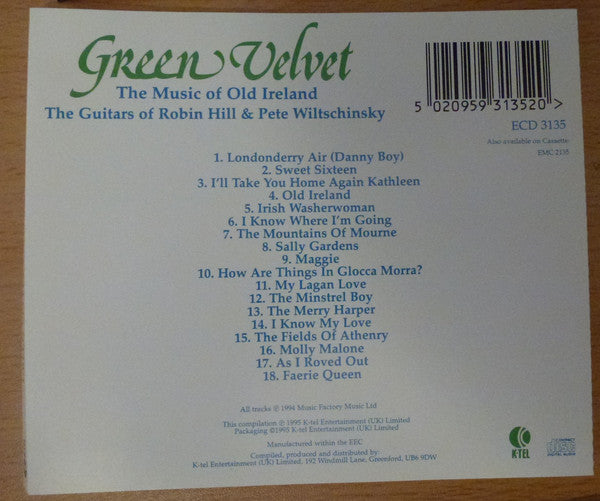 Green Velvet
The Music of Old Ireland
The Guitars of Robin Hill & Pete Wiltschinsky
5 020959 313520 >
ECD 3135
Also available on Cassette:
EMC 2135
1. Londonderry Air (Danny Boy)
2. Sweet Sixteen
3. I'll Take You Home Again Kathleen
4. Old Ireland
5. Irish Washerwoman
6. I Know Where I'm Going
7. The Mountains Of Mourne
8. Sally Gardens
9. Maggie
10. How Are Things In Glocca Morra?
11. My Lagan Love
12. The Minstrel Boy
13. The Merry Harper
14. I Know My Love
15. The Fields Of Athenry
16. Molly Malone
17. As I Roved Out
18. Faerie Queen
All tracks ℗ 1994 Music Factory Music Ltd
This compilation ℗ 1995 K-tel Entertainment (UK) Limited
Packaging ©1995 K-tel Entertainment (UK) Limited
Manufactured within the EEC
Compiled, produced and distributed by:
K-tel Entertainment (UK) Limited, 192 Windmill Lane, Greenford, UB6 9DW
K
K-TEL
COMPACT
disc
DIGITAL AUDIO